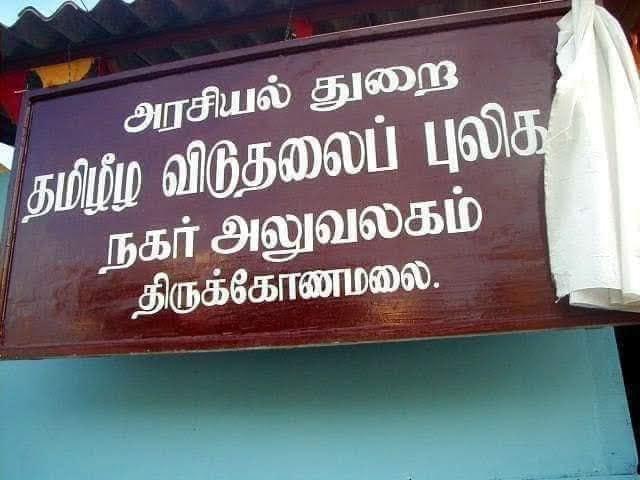 அரசியல் துறை
தமிழீழ விடுதலைப் புலிக
நகர் அலுவலகம்
திருக்கோணமலை.